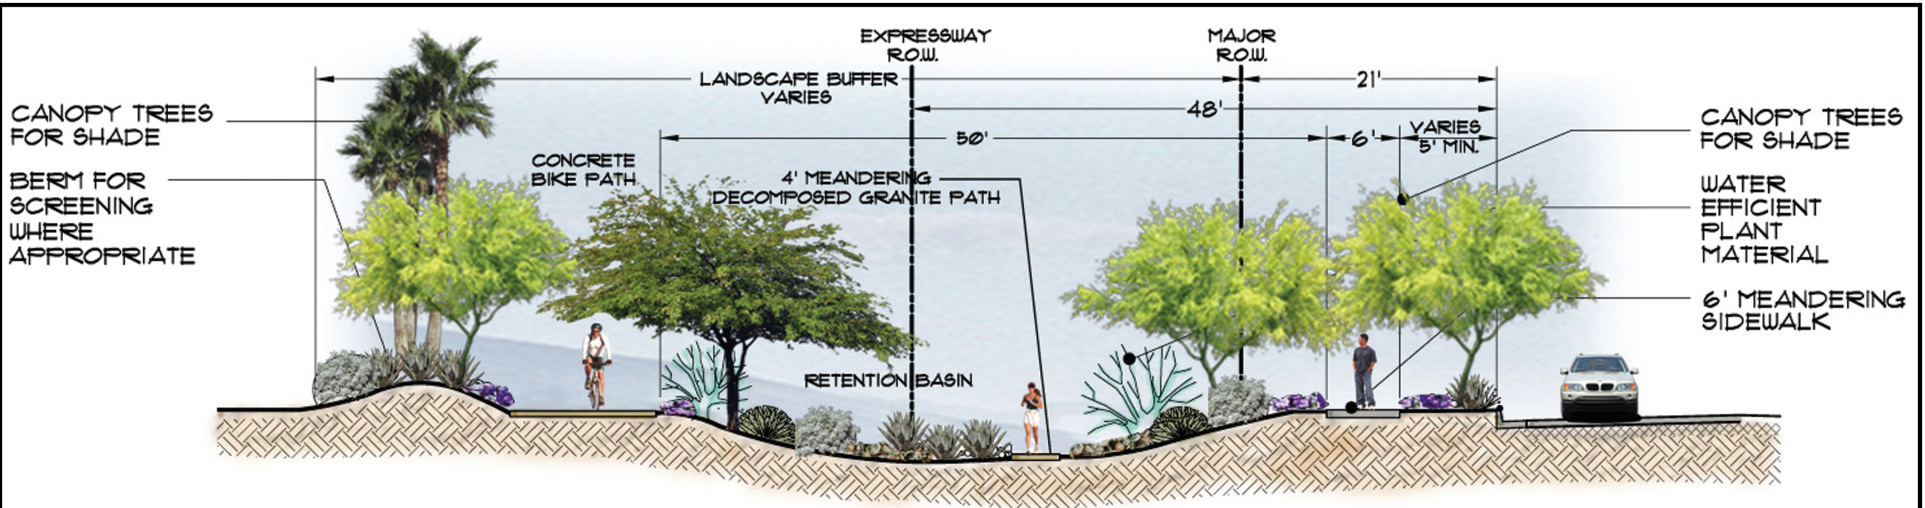 EXPRESSWAY
R.O.W.
MAJOR
R.O.W.
LANDSCAPE BUFFER
VARIES
21'
48'
50'
6'
VARIES
5' MIN.
CANOPY TREES
FOR SHADE
BERM FOR
SCREENING
WHERE
APPROPRIATE
CONCRETE
BIKE PATH
4' MEANDERING
DECOMPOSED GRANITE PATH
RETENTION BASIN
CANOPY TREES
FOR SHADE
WATER
EFFICIENT
PLANT
MATERIAL
6' MEANDERING
SIDEWALK